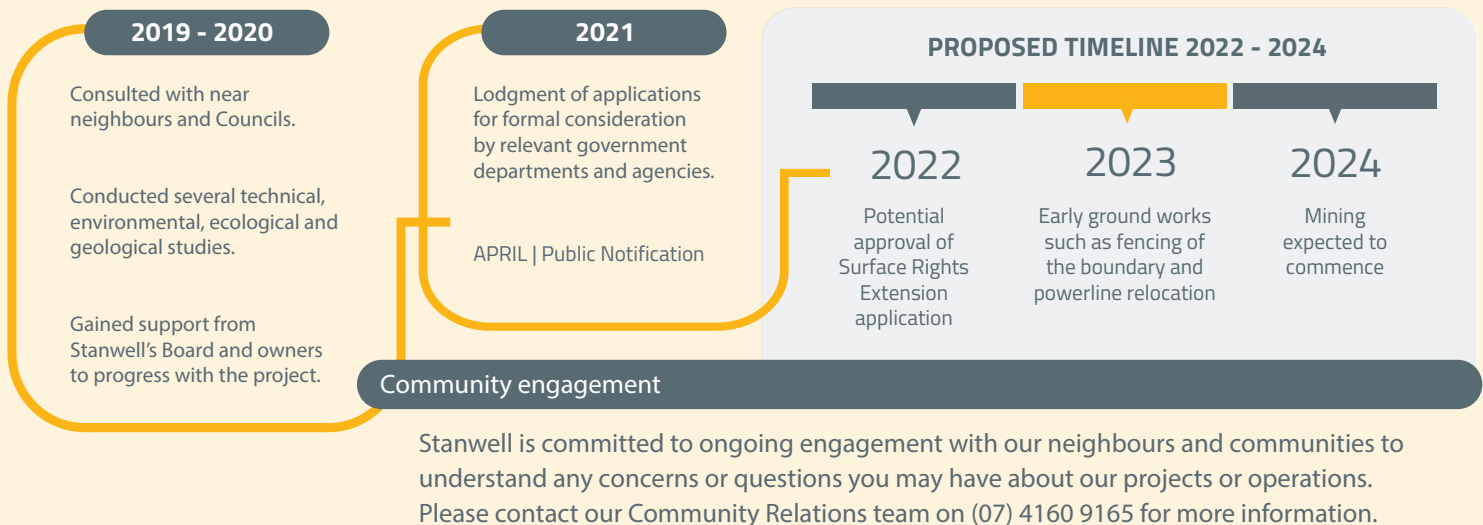 2019 - 2020
Consulted with near
neighbours and Councils.
Conducted several technical,
environmental, ecological and
geological studies.
Gained support from
Stanwell's Board and owners
to progress with the project.
2021
Lodgment of applications
for formal consideration
by relevant government
departments and agencies.
APRIL | Public Notification
PROPOSED TIMELINE 2022 - 2024
2022
Potential
approval of
Surface Rights
Extension
application
2023
Early ground works
such as fencing of
the boundary and
powerline relocation
2024
Mining
expected to
commence
Community engagement
Stanwell is committed to ongoing engagement with our neighbours and communities to
understand any concerns or questions you may have about our projects or operations.
Please contact our Community Relations team on (07) 4160 9165 for more information.